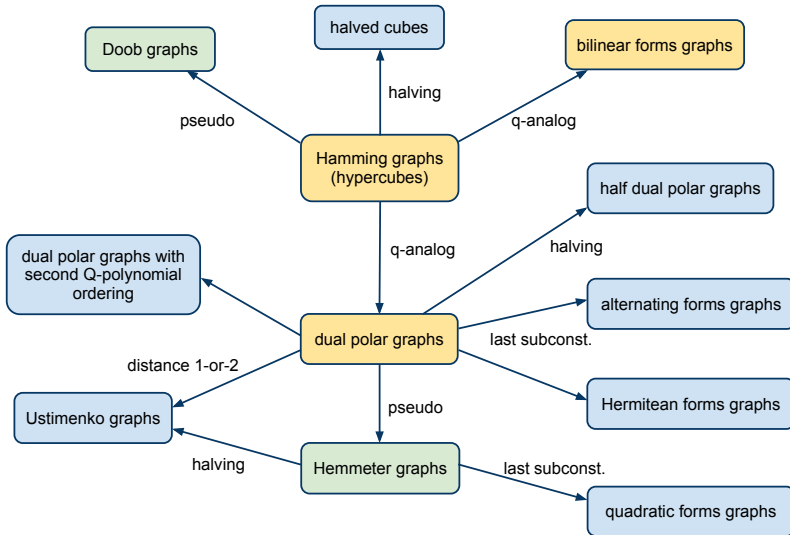 halved cubes
Doob graphs
bilinear forms graphs
halving
pseudo
q-analog
Hamming graphs
(hypercubes)
half dual polar graphs
q-analog
halving
dual polar graphs with
second Q-polynomial
ordering
alternating forms graphs
dual polar graphs
last subconst.
distance 1-or-2
Hermitean forms graphs
pseudo
Ustimenko graphs
halving
Hemmeter graphs
last subconst.
quadratic forms graphs